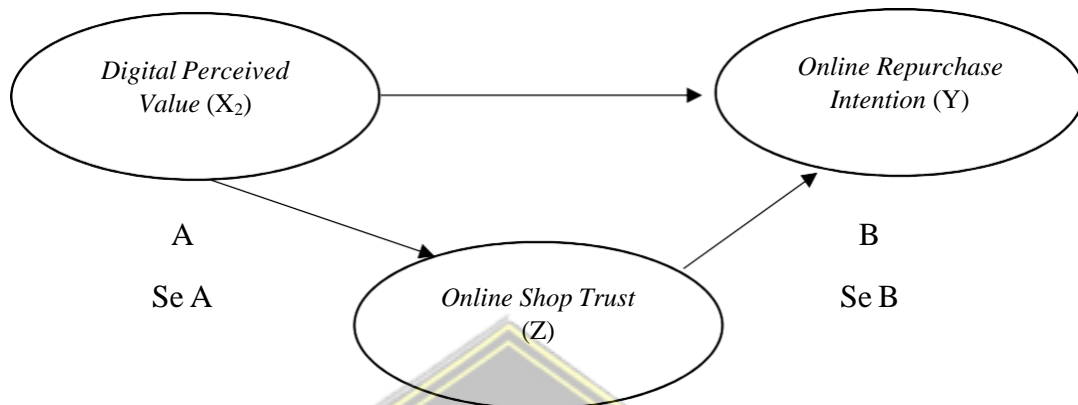 Digital Perceived
Value (X₂)
Online Repurchase
Intention (Y)
A
B
Se A
Se B
Online Shop Trust
(Z)